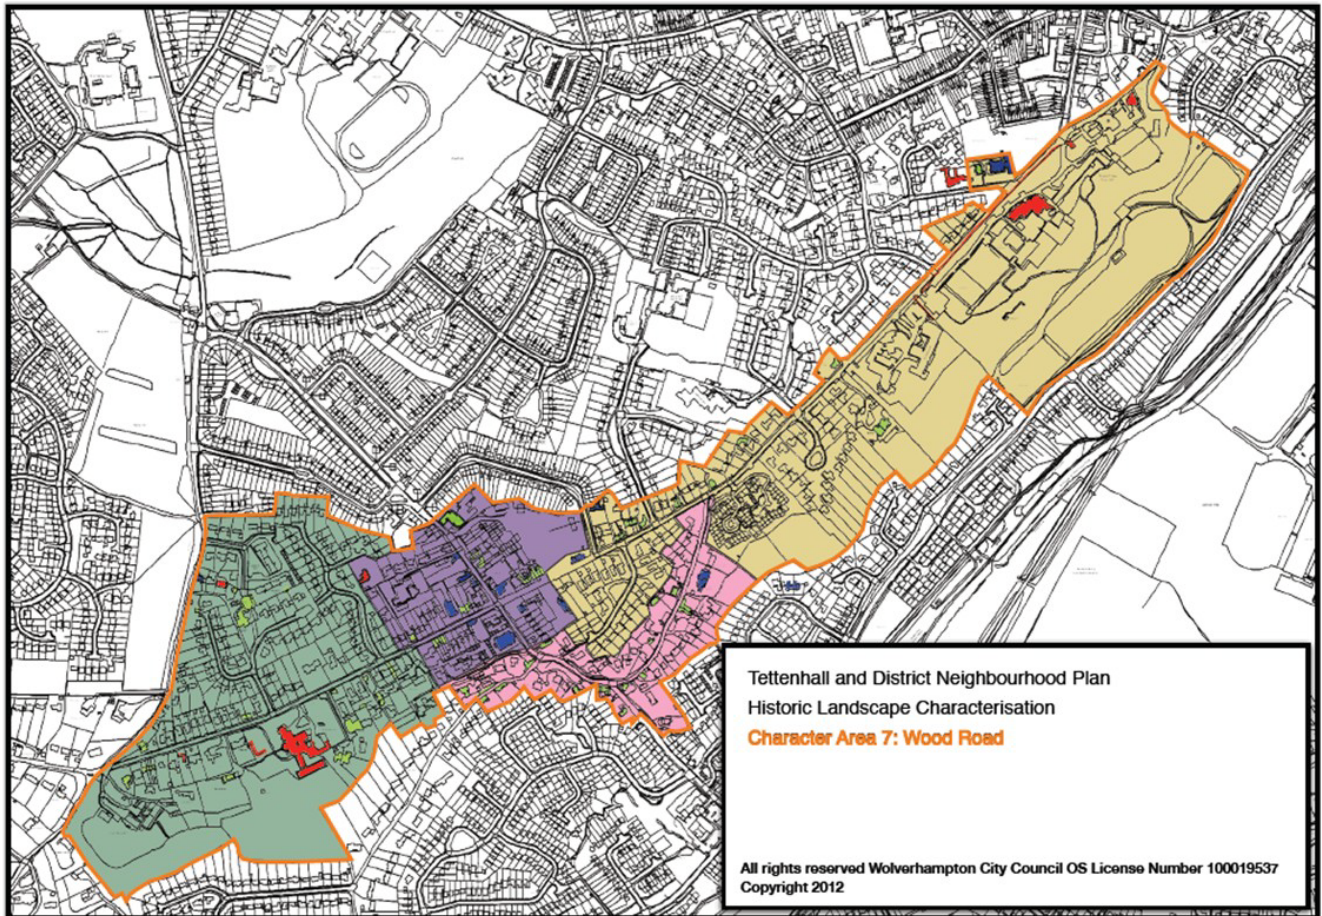 Tettenhall and District Neighbourhood Plan
Historic Landscape Characterisation
Character Area 7: Wood Road
All rights reserved Wolverhampton City Council OS License Number 100019537
Copyright 2012